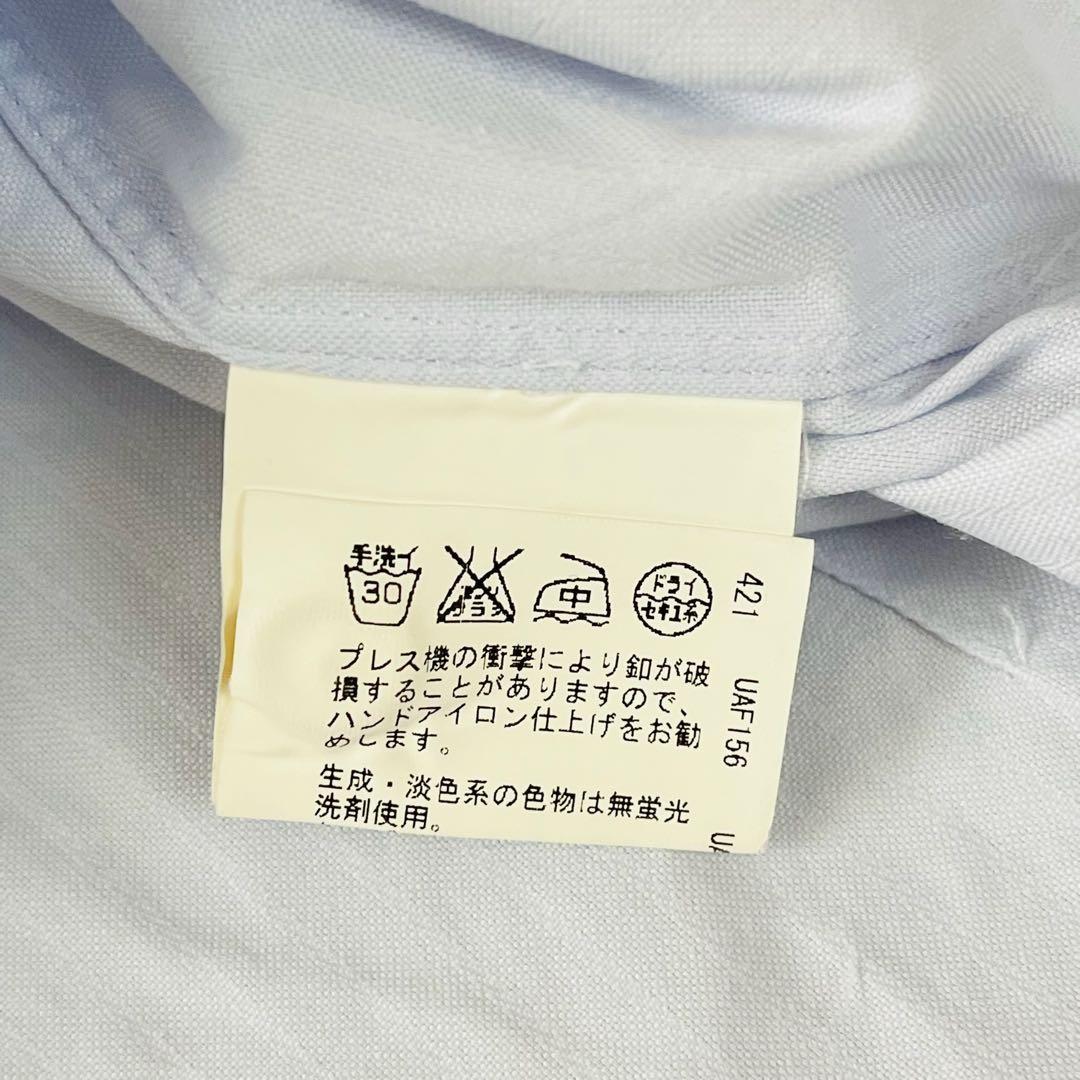 手洗イ
30
中
ドライ
セキユ系
プレス機の衝撃により釦が破
損することがありますので、
ハンドアイロン仕上げをお勧
めします。
生成・淡色系の色物は無蛍光
洗剤使用。
421
UAF156